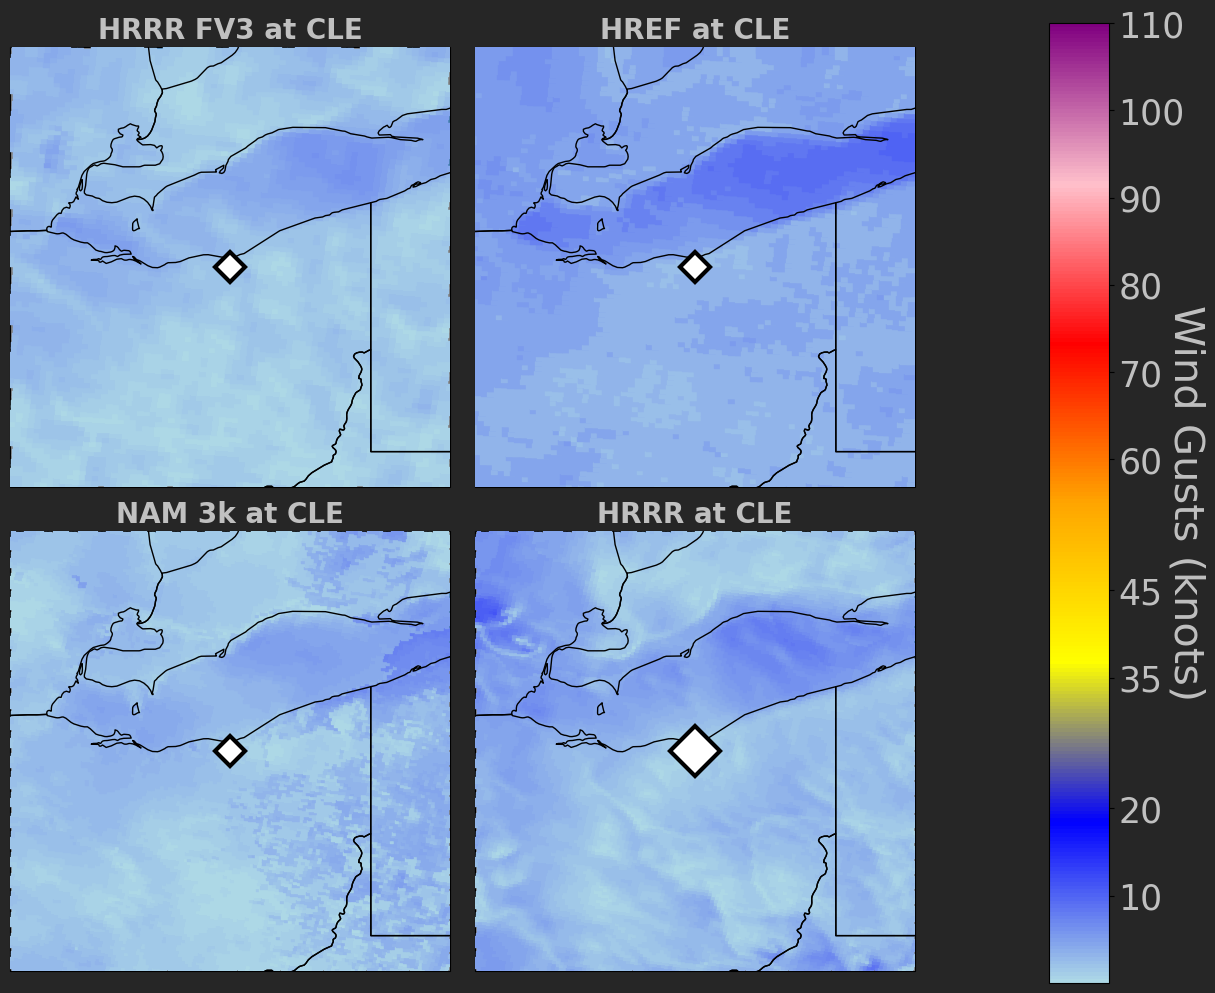 HRRR FV3 at CLE
HREF at CLE
NAM 3k at CLE
HRRR at CLE
110
100
90
80
70
60
45
35
20
10
Wind Gusts (knots)